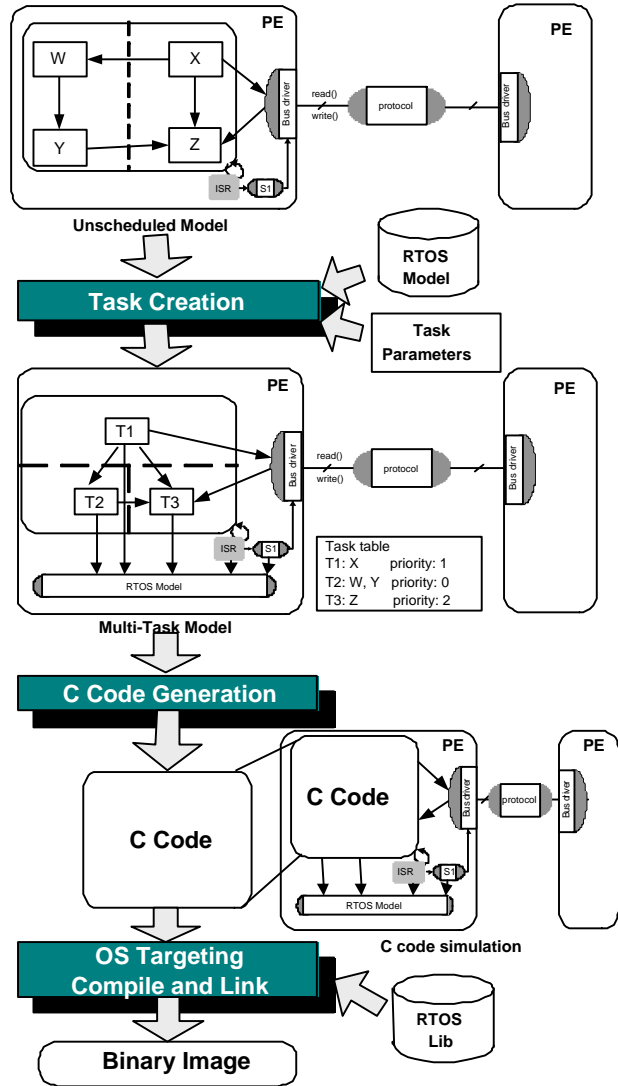 PE
PE
W
X
Y
Z
Bus driver
read()
write()
protocol
Bus driver
ISR
S1
Unscheduled Model
RTOS
Model
Task Creation
Task
Parameters
PE
PE
T1
T2
T3
Bus driver
read()
write()
protocol
Bus driver
ISR
S1
RTOS Model
Task table
T1: X priority: 1
T2: W, Y priority: 0
T3: Z priority: 2
Multi-Task Model
C Code Generation
PE
PE
C Code
C Code
Bus driver
protocol
Bus driver
ISR
S1
RTOS Model
C code simulation
OS Targeting
Compile and Link
RTOS
Lib
Binary Image